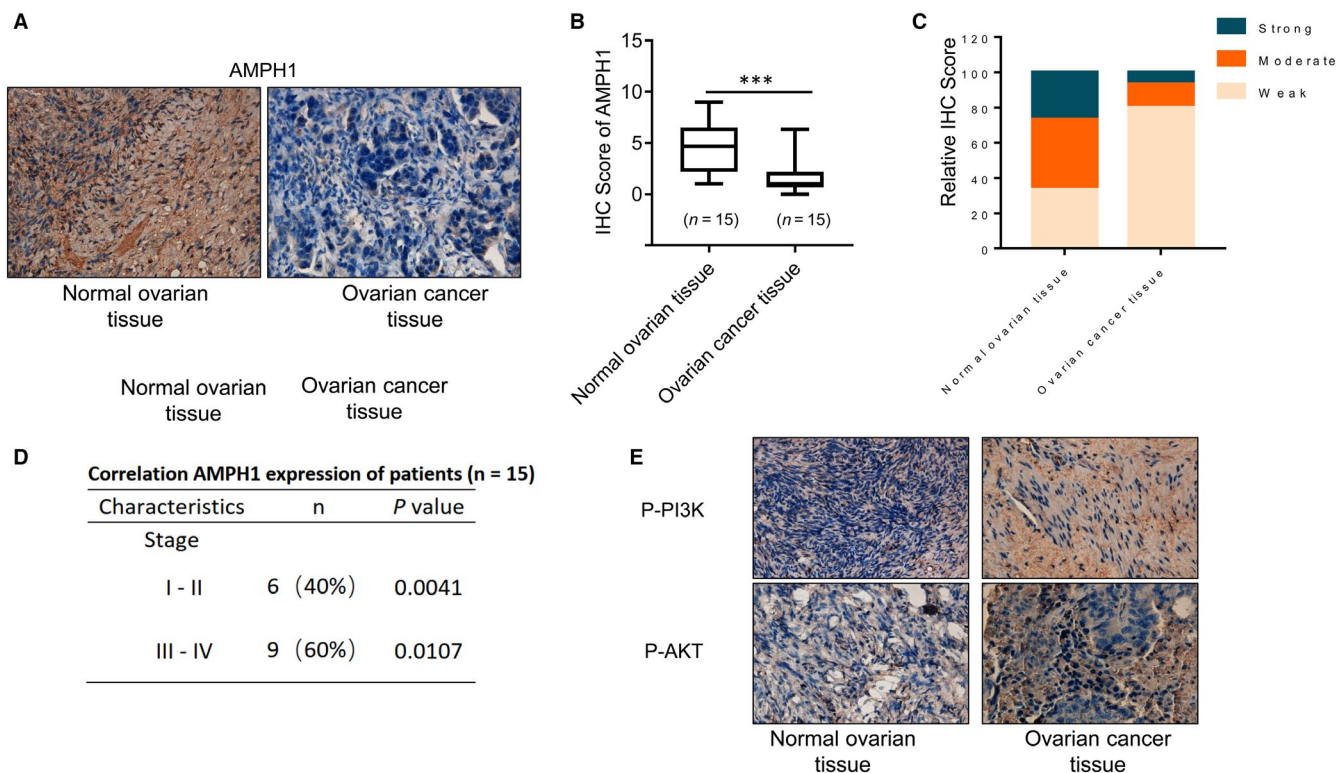 A
AMPH1
Normal ovarian
tissue
Ovarian cancer
tissue
Normal ovarian
tissue
Ovarian cancer
tissue
B
IHC Score of AMPH1
15
10
5
0
***
(n = 15)
(n = 15)
Normal ovarian tissue
Ovarian cancer tissue
C
Relative IHC Score
120
100
80
60
40
20
0
Normal ovarian tissue
Ovarian cancer tissue
Strong
Moderate
Weak
D
Correlation AMPH1 expression of patients (n = 15)
Characteristics n P value
Stage
I - II 6 (40%) 0.0041
III - IV 9 (60%) 0.0107
E
P-PI3K
P-AKT
Normal ovarian
tissue
Ovarian cancer
tissue